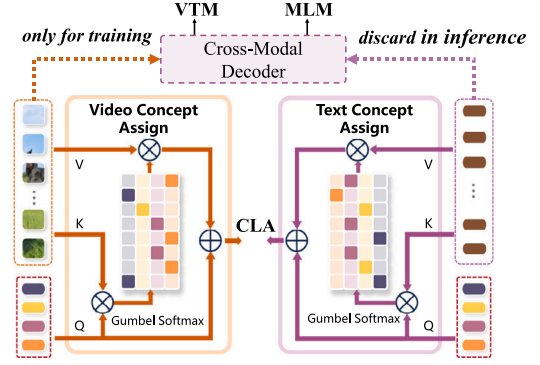 VTM MLM
only for training
Cross-Modal
Decoder
discard in inference
Video Concept
Assign
Text Concept
Assign
V
V
K
K
CLA
Gumbel Softmax
Gumbel Softmax
Q
Q